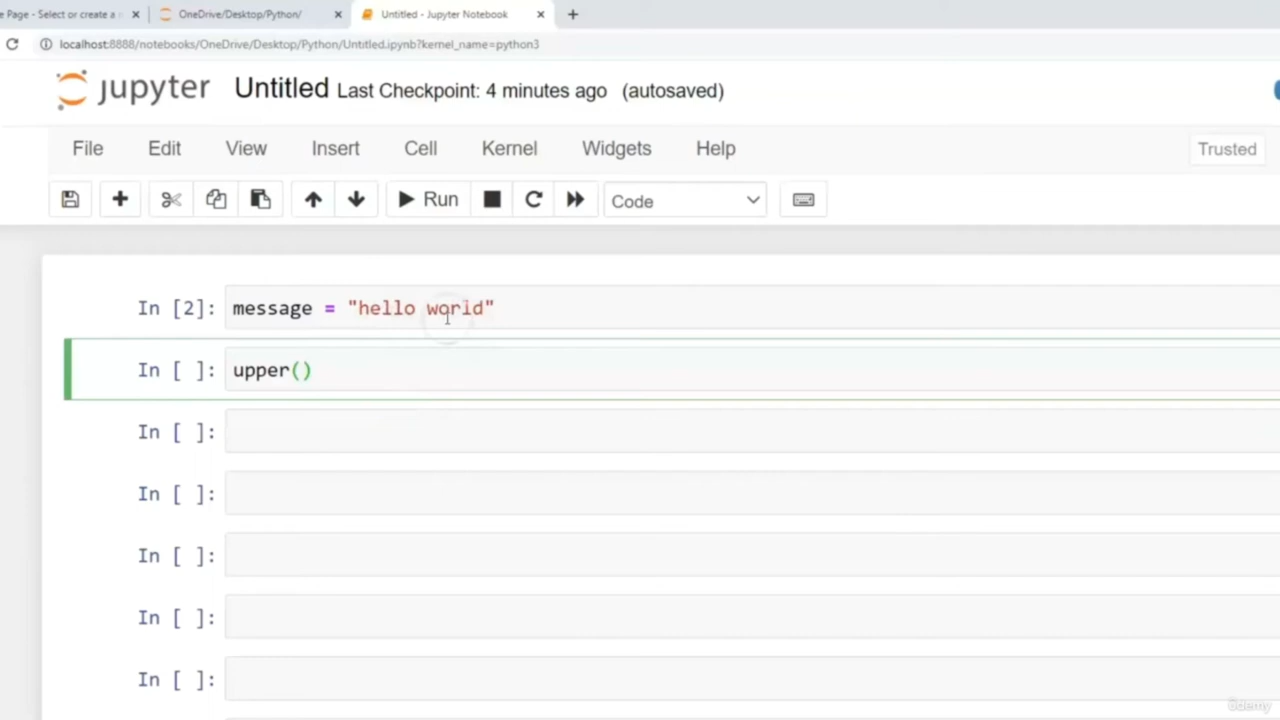 e Page - Select or create a n
OneDrive/Desktop/Python/
Untitled - Jupyter Notebook
localhost:8888/notebooks/OneDrive/Desktop/Python/Untitled.ipynb?kernel_name=python3
jupyter Untitled Last Checkpoint: 4 minutes ago (autosaved)
File Edit View Insert Cell Kernel Widgets Help Trusted
Run Code
In [2]: message = "hello world"
In [ ]: upper()
In [ ]:
In [ ]:
In [ ]:
In [ ]:
In [ ]:
ûdemy